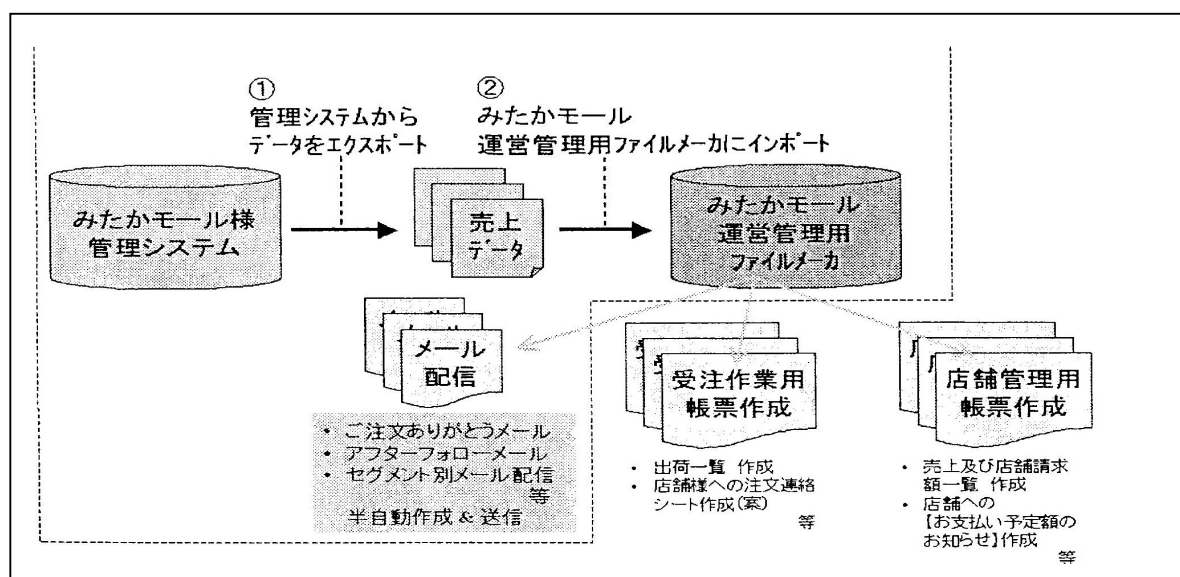 ①
管理システムから
データをエクスポート
②
みたかモール
運営管理用ファイルメーカにインポート
みたかモール様
管理システム
売上
データ
みたかモール
運営管理用
ファイルメーカ
メール
配信
・ ご注文ありがとうメール
・ アフターフォローメール
・ セグメント別メール配信
等
半自動作成 & 送信
受注作業用
帳票作成
・ 出荷一覧 作成
・ 店舗様への注文連絡
シート作成(案)
等
店舗管理用
帳票作成
・ 売上及び店舗請求
額一覧 作成
・ 店舗への
【お支払い予定額の
お知らせ】作成
等